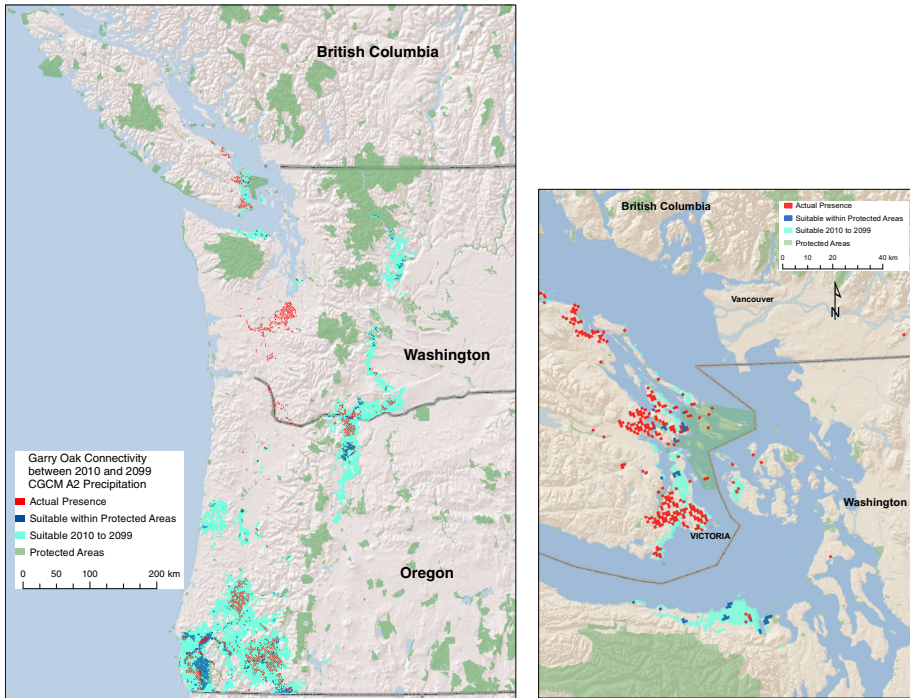 British Columbia
Washington
Oregon
Garry Oak Connectivity
between 2010 and 2099
CGCM A2 Precipitation
Actual Presence
Suitable within Protected Areas
Suitable 2010 to 2099
Protected Areas
0 50 100 200 km
British Columbia
Actual Presence
Suitable within Protected Areas
Suitable 2010 to 2099
Protected Areas
0 10 20 40 km
N
Vancouver
Washington
VICTORIA